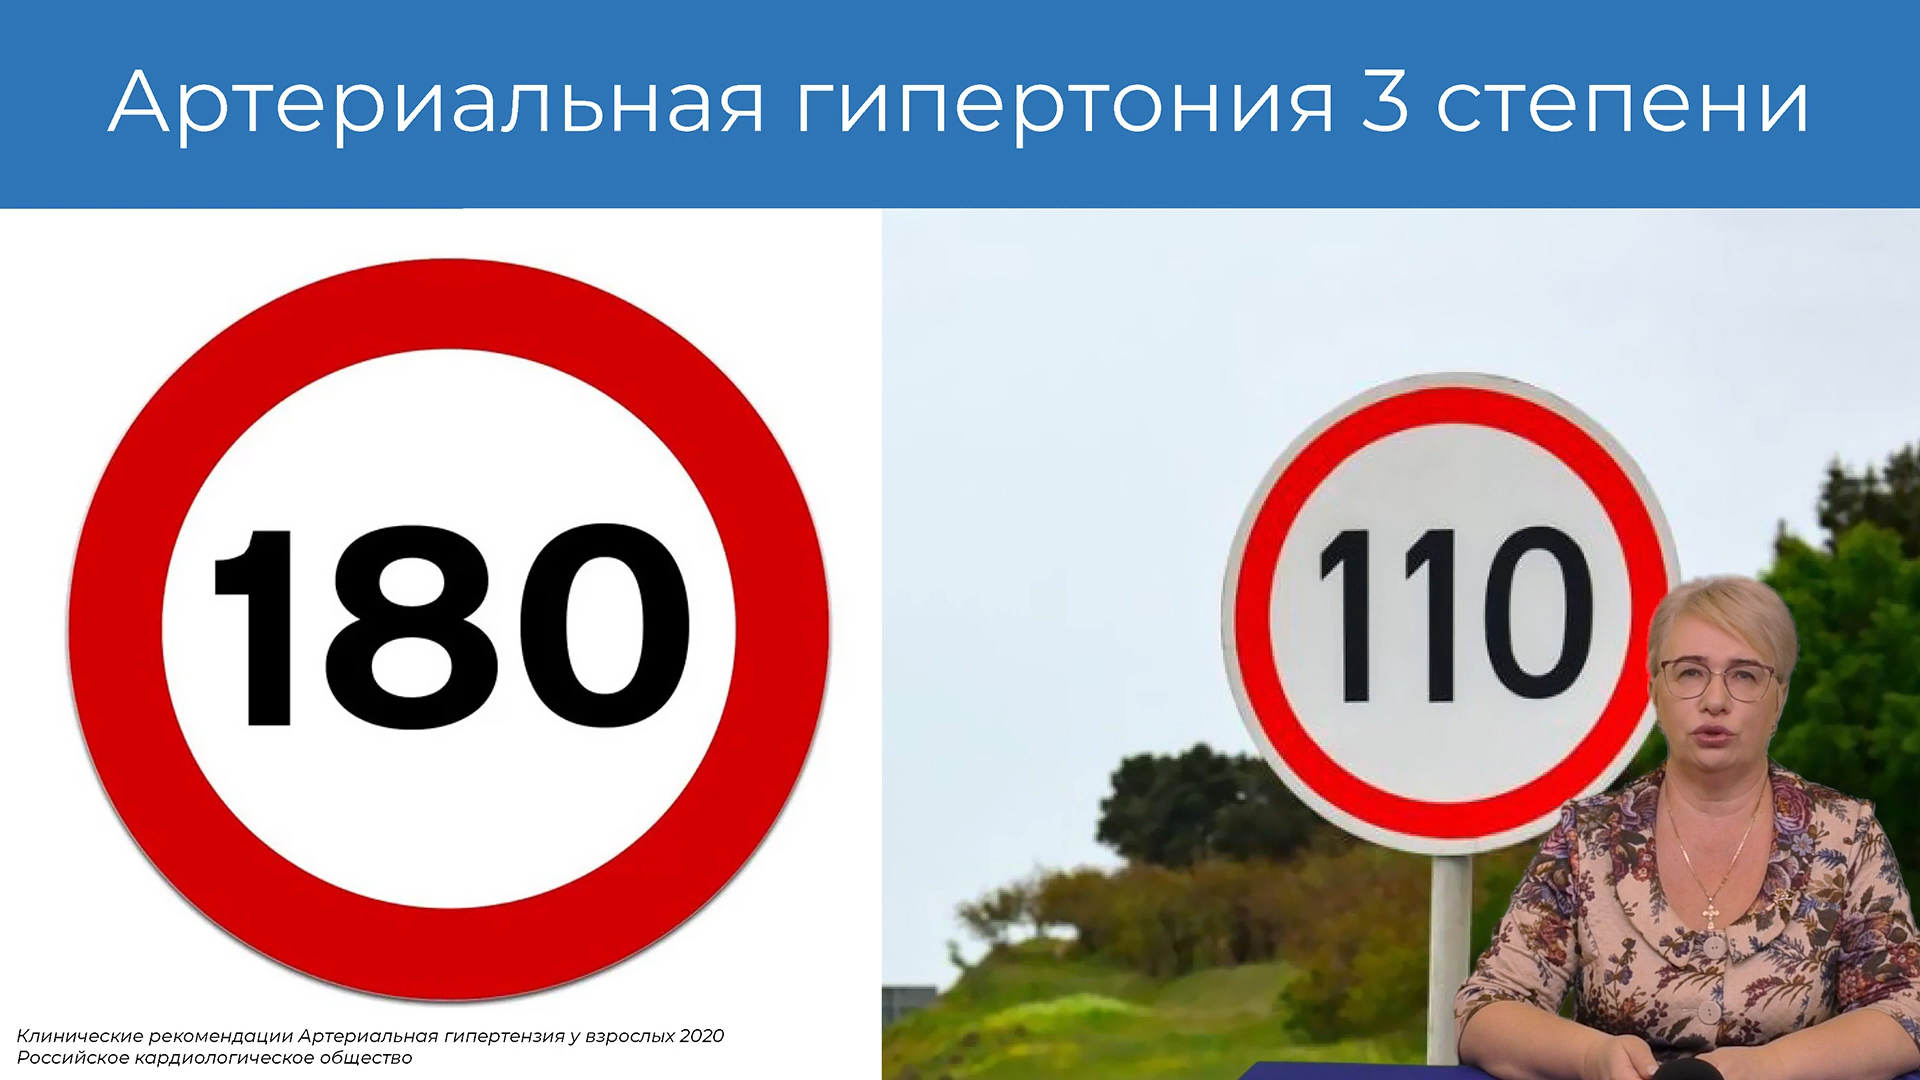 Артериальная гипертония 3 степени
180
110
Клинические рекомендации Артериальная гипертензия у взрослых 2020
Российское кардиологическое общество